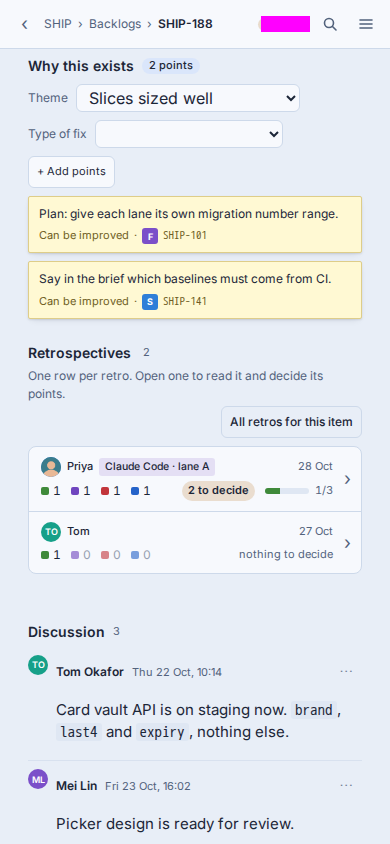 SHIP › Backlogs › SHIP-188
Why this exists 2 points
Theme Slices sized well
Type of fix
+ Add points
Plan: give each lane its own migration number range.
Can be improved · F SHIP-101
Say in the brief which baselines must come from CI.
Can be improved · S SHIP-141
Retrospectives 2
One row per retro. Open one to read it and decide its
points.
All retros for this item
Priya Claude Code · lane A 28 Oct
1 1 1 1 2 to decide 1/3
TO Tom 27 Oct
1 0 0 0 nothing to decide
Discussion 3
TO Tom Okafor Thu 22 Oct, 10:14 ...
Card vault API is on staging now. brand,
last4 and expiry, nothing else.
ML Mei Lin Fri 23 Oct, 16:02 ...
Picker design is ready for review.